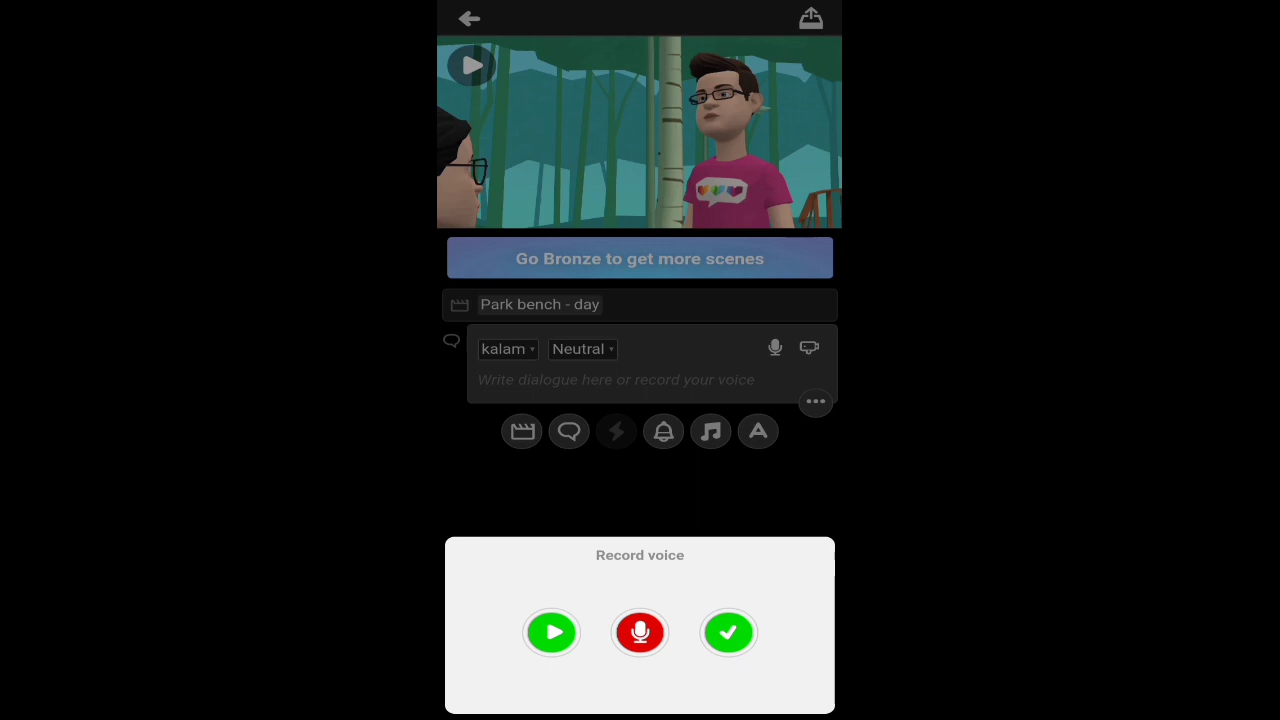 Go Bronze to get more scenes
Park bench - day
kalam Neutral
Write dialogue here or record your voice
Record voice